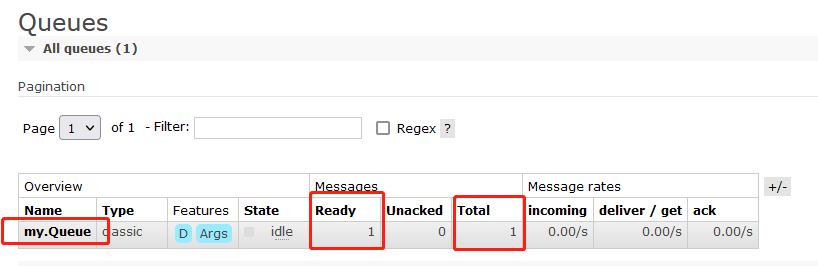 Queues
All queues (1)
Pagination
Page 1 of 1 - Filter: Regex ?
Overview Messages Message rates +/-
Name Type Features State Ready Unacked Total incoming deliver / get ack
my.Queue classic D Args idle 1 0 1 0.00/s 0.00/s 0.00/s